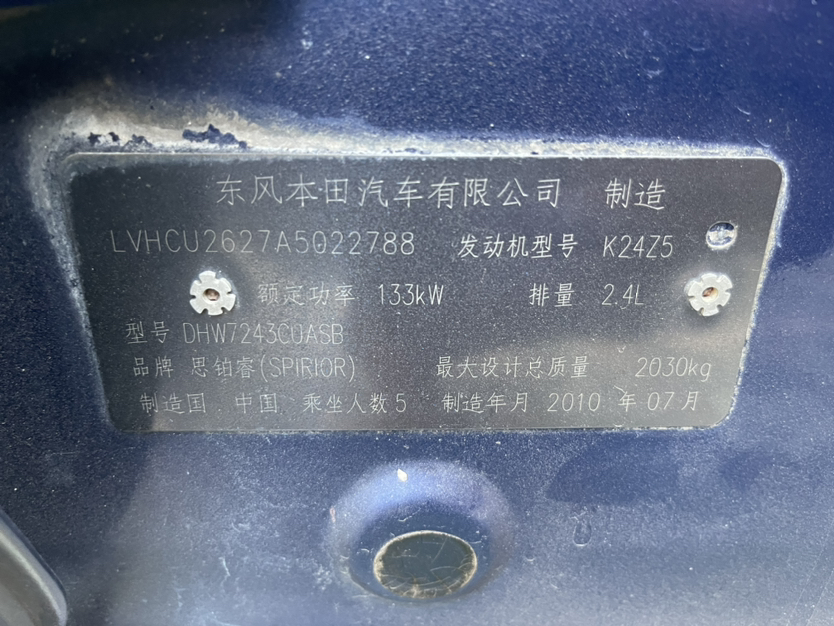 东风本田汽车有限公司 制造
LVHCU2627A5022788 发动机型号 K24Z5
额定功率 133kW 排量 2.4L
型号 DHW7243CUASB
品牌 思铂睿(SPIRIOR) 最大设计总质量 2030kg
制造国 中国 乘坐人数 5 制造年月 2010 年 07 月